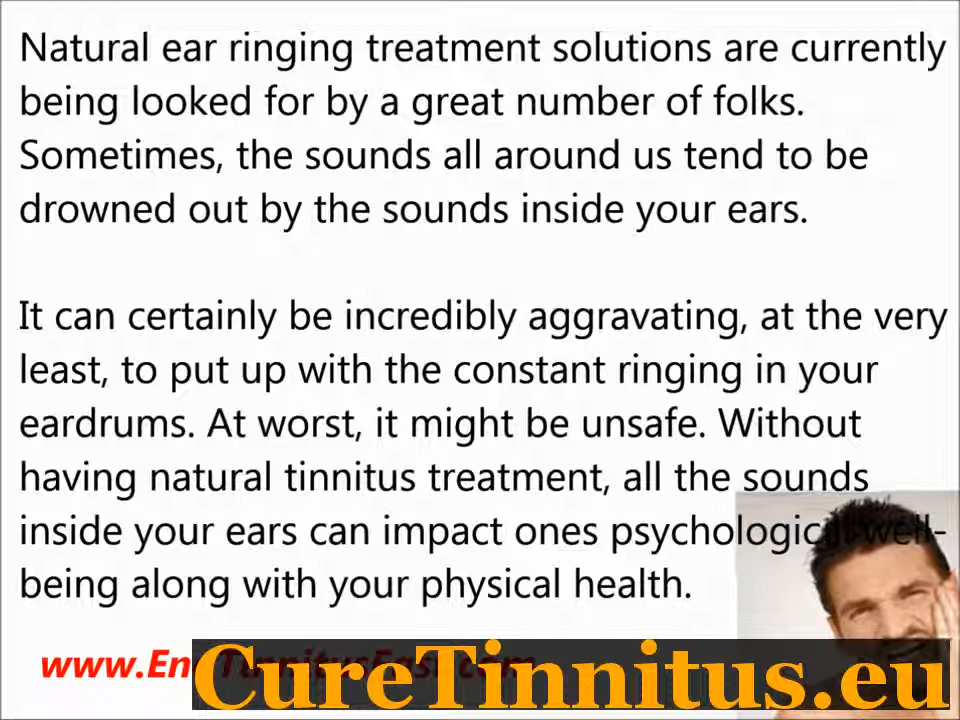 Natural ear ringing treatment solutions are currently
being looked for by a great number of folks.
Sometimes, the sounds all around us tend to be
drowned out by the sounds inside your ears.
It can certainly be incredibly aggravating, at the very
least, to put up with the constant ringing in your
eardrums. At worst, it might be unsafe. Without
having natural tinnitus treatment, all the sounds
inside your ears can impact ones psychological well-
being along with your physical health.
www.EndTinnitusEasy.com
CureTinnitus.eu